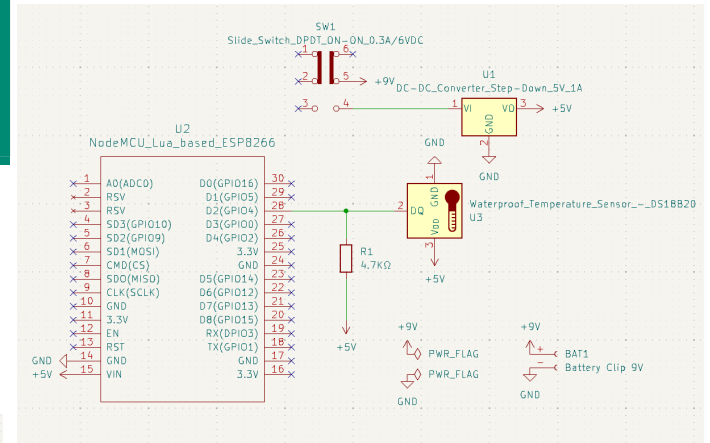 SW1
Slide_Switch_DPDT_ON-ON_0.3A/6VDC
1 6
2 5 +9V
3 4
U1
DC-DC_Converter_Step-Down_5V_1A
1 VI VO 3 +5V
GND
2
GND
U2
NodeMCU_Lua_based_ESP8266
1 A0(ADC0) D0(GPIO16) 30
2 RSV D1(GPIO5) 29
3 RSV D2(GPIO4) 28
4 SD3(GPIO10) D3(GPIO0) 27
5 SD2(GPIO9) D4(GPIO2) 26
6 SD1(MOSI) 3.3V 25
7 CMD(CS) GND 24
8 SDO(MISO) D5(GPIO14) 23
9 CLK(SCLK) D6(GPIO12) 22
10 GND D7(GPIO13) 21
11 3.3V D8(GPIO15) 20
12 EN RX(DPIO3) 19
13 RST TX(GPIO1) 18
GND 14 GND GND 17
+5V 15 VIN 3.3V 16
GND
1
GND
2 DQ
VDD
3
+5V
Waterproof_Temperature_Sensor_-_DS18B20
U3
R1
4.7KΩ
+5V
+9V
PWR_FLAG
PWR_FLAG
GND
+9V
+ BAT1
- Battery Clip 9V
GND